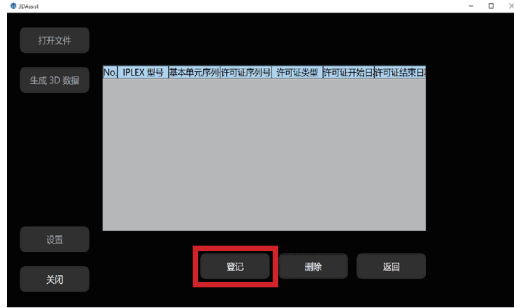 3DAssist
打开文件
生成 3D 数据
No. IPLEX 型号 基本单元序列 许可证序列号 许可证类型 许可证开始日 许可证结束日
设置
关闭
登记 删除 返回